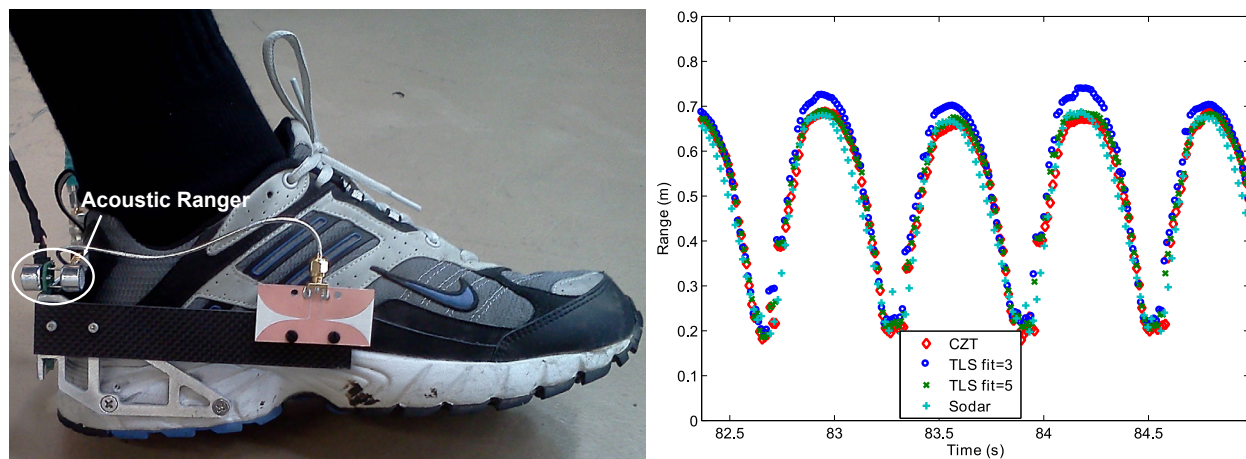 Acoustic Ranger
0.9
0.8
0.7
0.6
0.5
0.4
0.3
0.2
0.1
0
Range (m)
82.5
83
83.5
84
84.5
Time (s)
CZT
TLS fit=3
TLS fit=5
Sodar